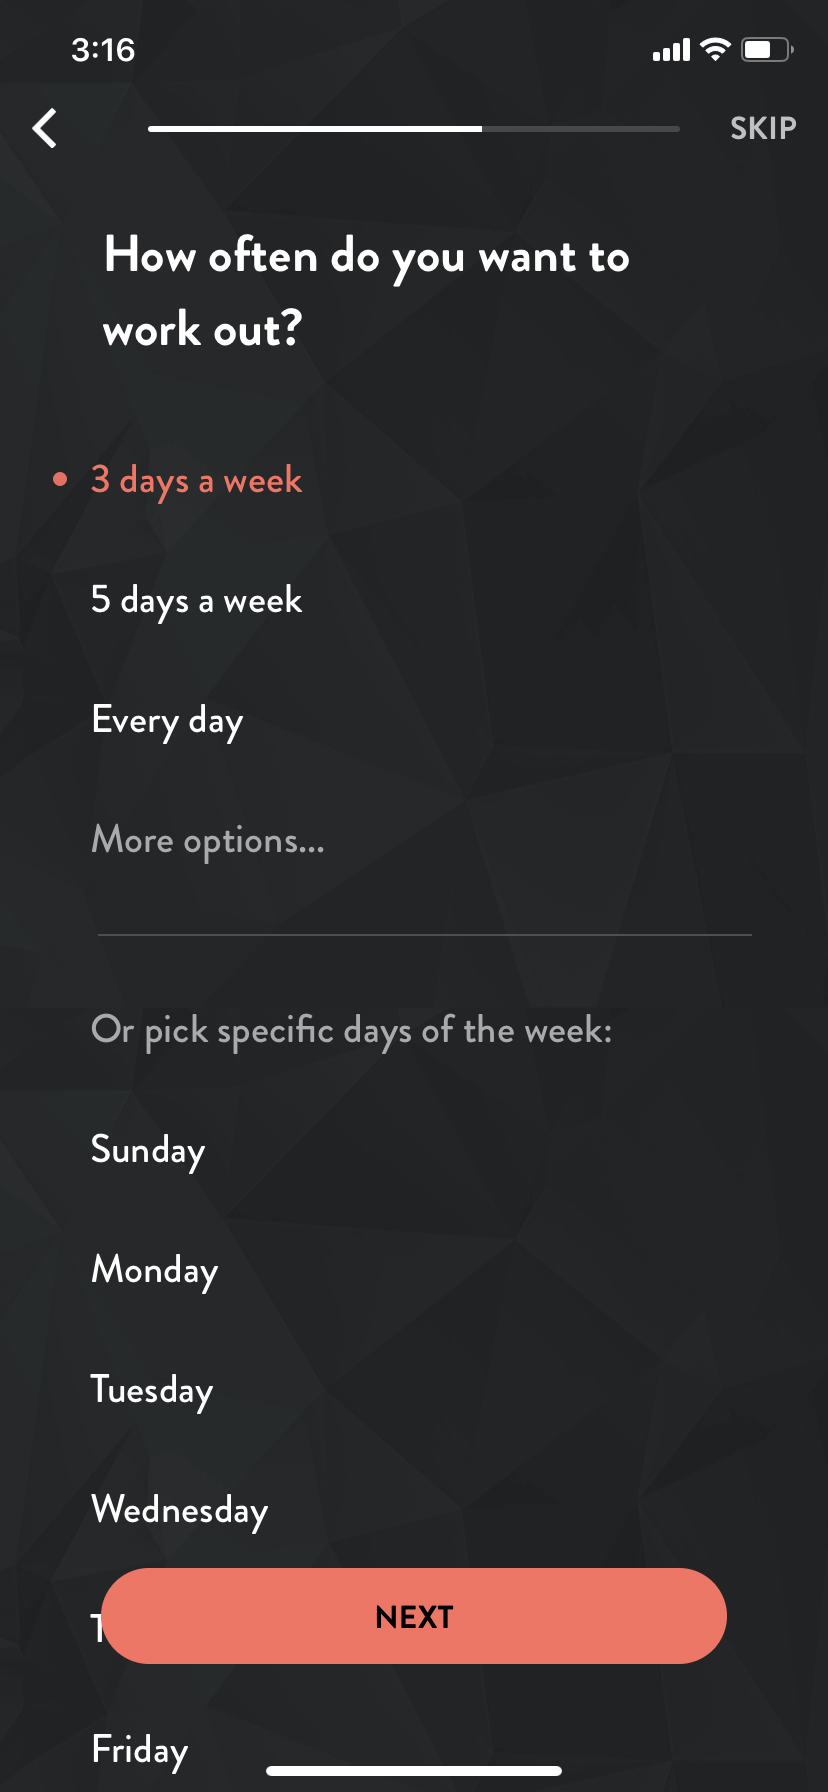 3:16
SKIP
How often do you want to
work out?
3 days a week
5 days a week
Every day
More options...
Or pick specific days of the week:
Sunday
Monday
Tuesday
Wednesday
NEXT
Friday